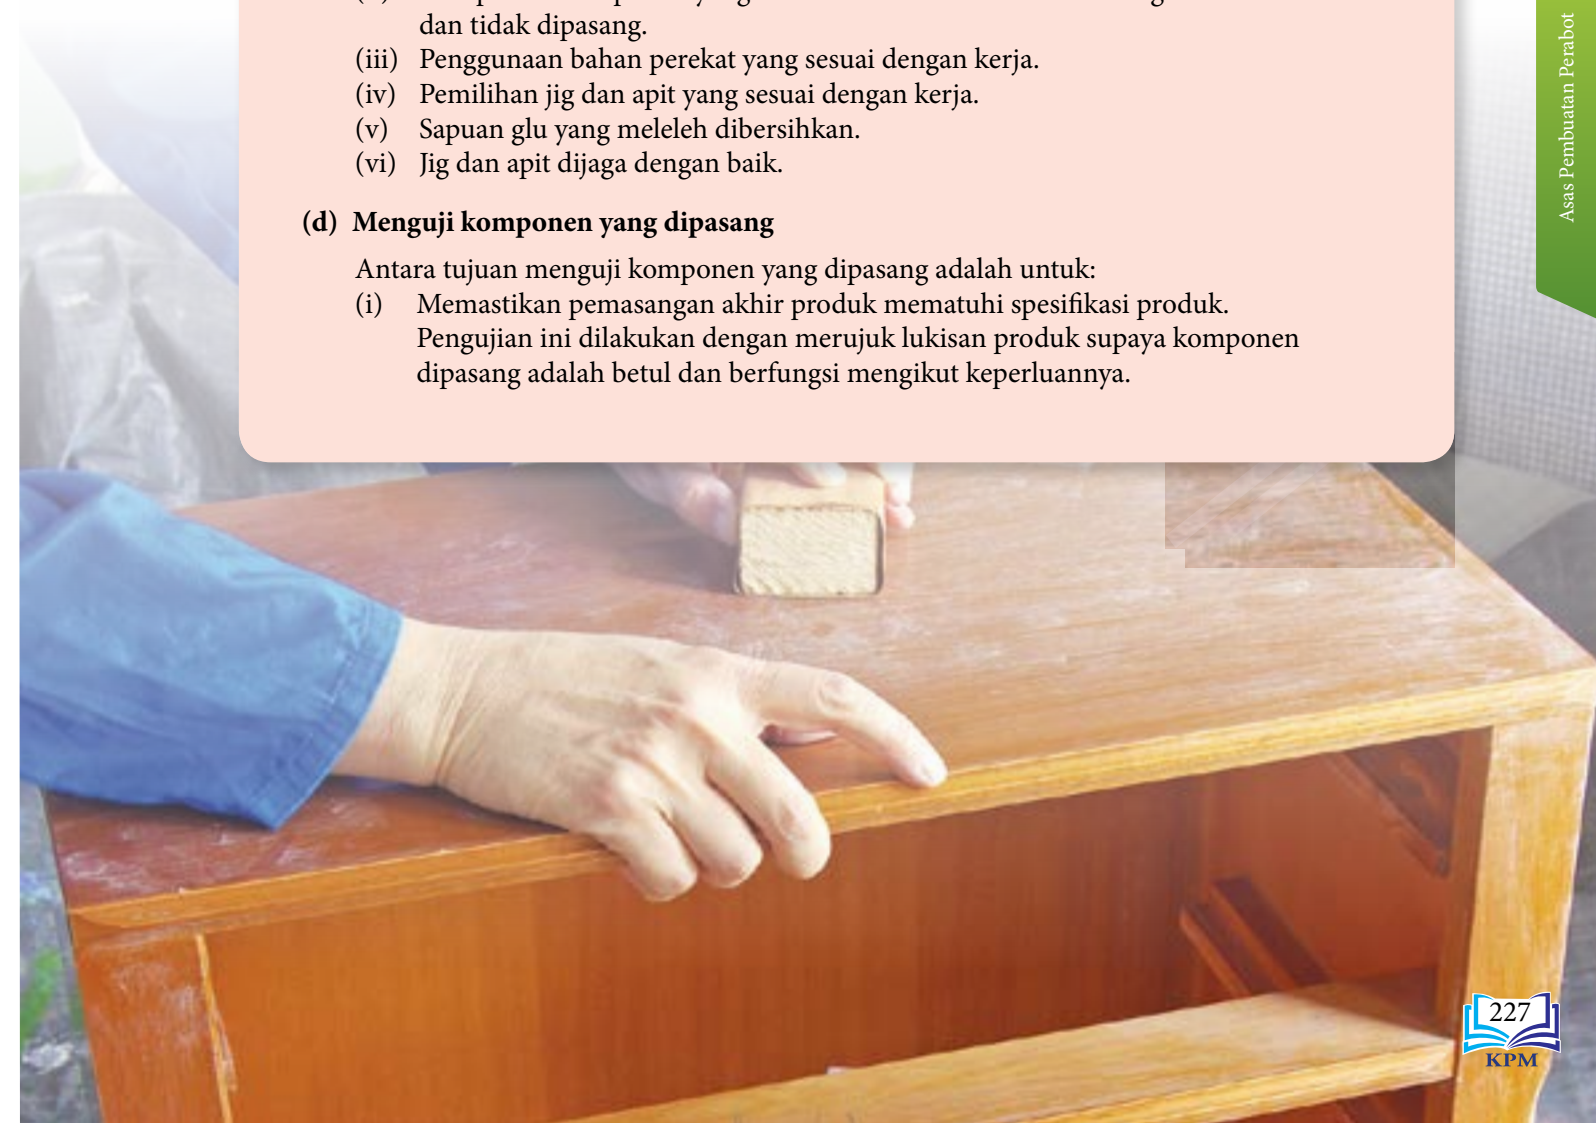 dan tidak dipasang.
(iii) Penggunaan bahan perekat yang sesuai dengan kerja.
(iv) Pemilihan jig dan apit yang sesuai dengan kerja.
(v) Sapuan glu yang meleleh dibersihkan.
(vi) Jig dan apit dijaga dengan baik.
(d) Menguji komponen yang dipasang
Antara tujuan menguji komponen yang dipasang adalah untuk:
(i) Memastikan pemasangan akhir produk mematuhi spesifikasi produk.
Pengujian ini dilakukan dengan merujuk lukisan produk supaya komponen
dipasang adalah betul dan berfungsi mengikut keperluannya.
Asas Pembuatan Perabot
227
KPM